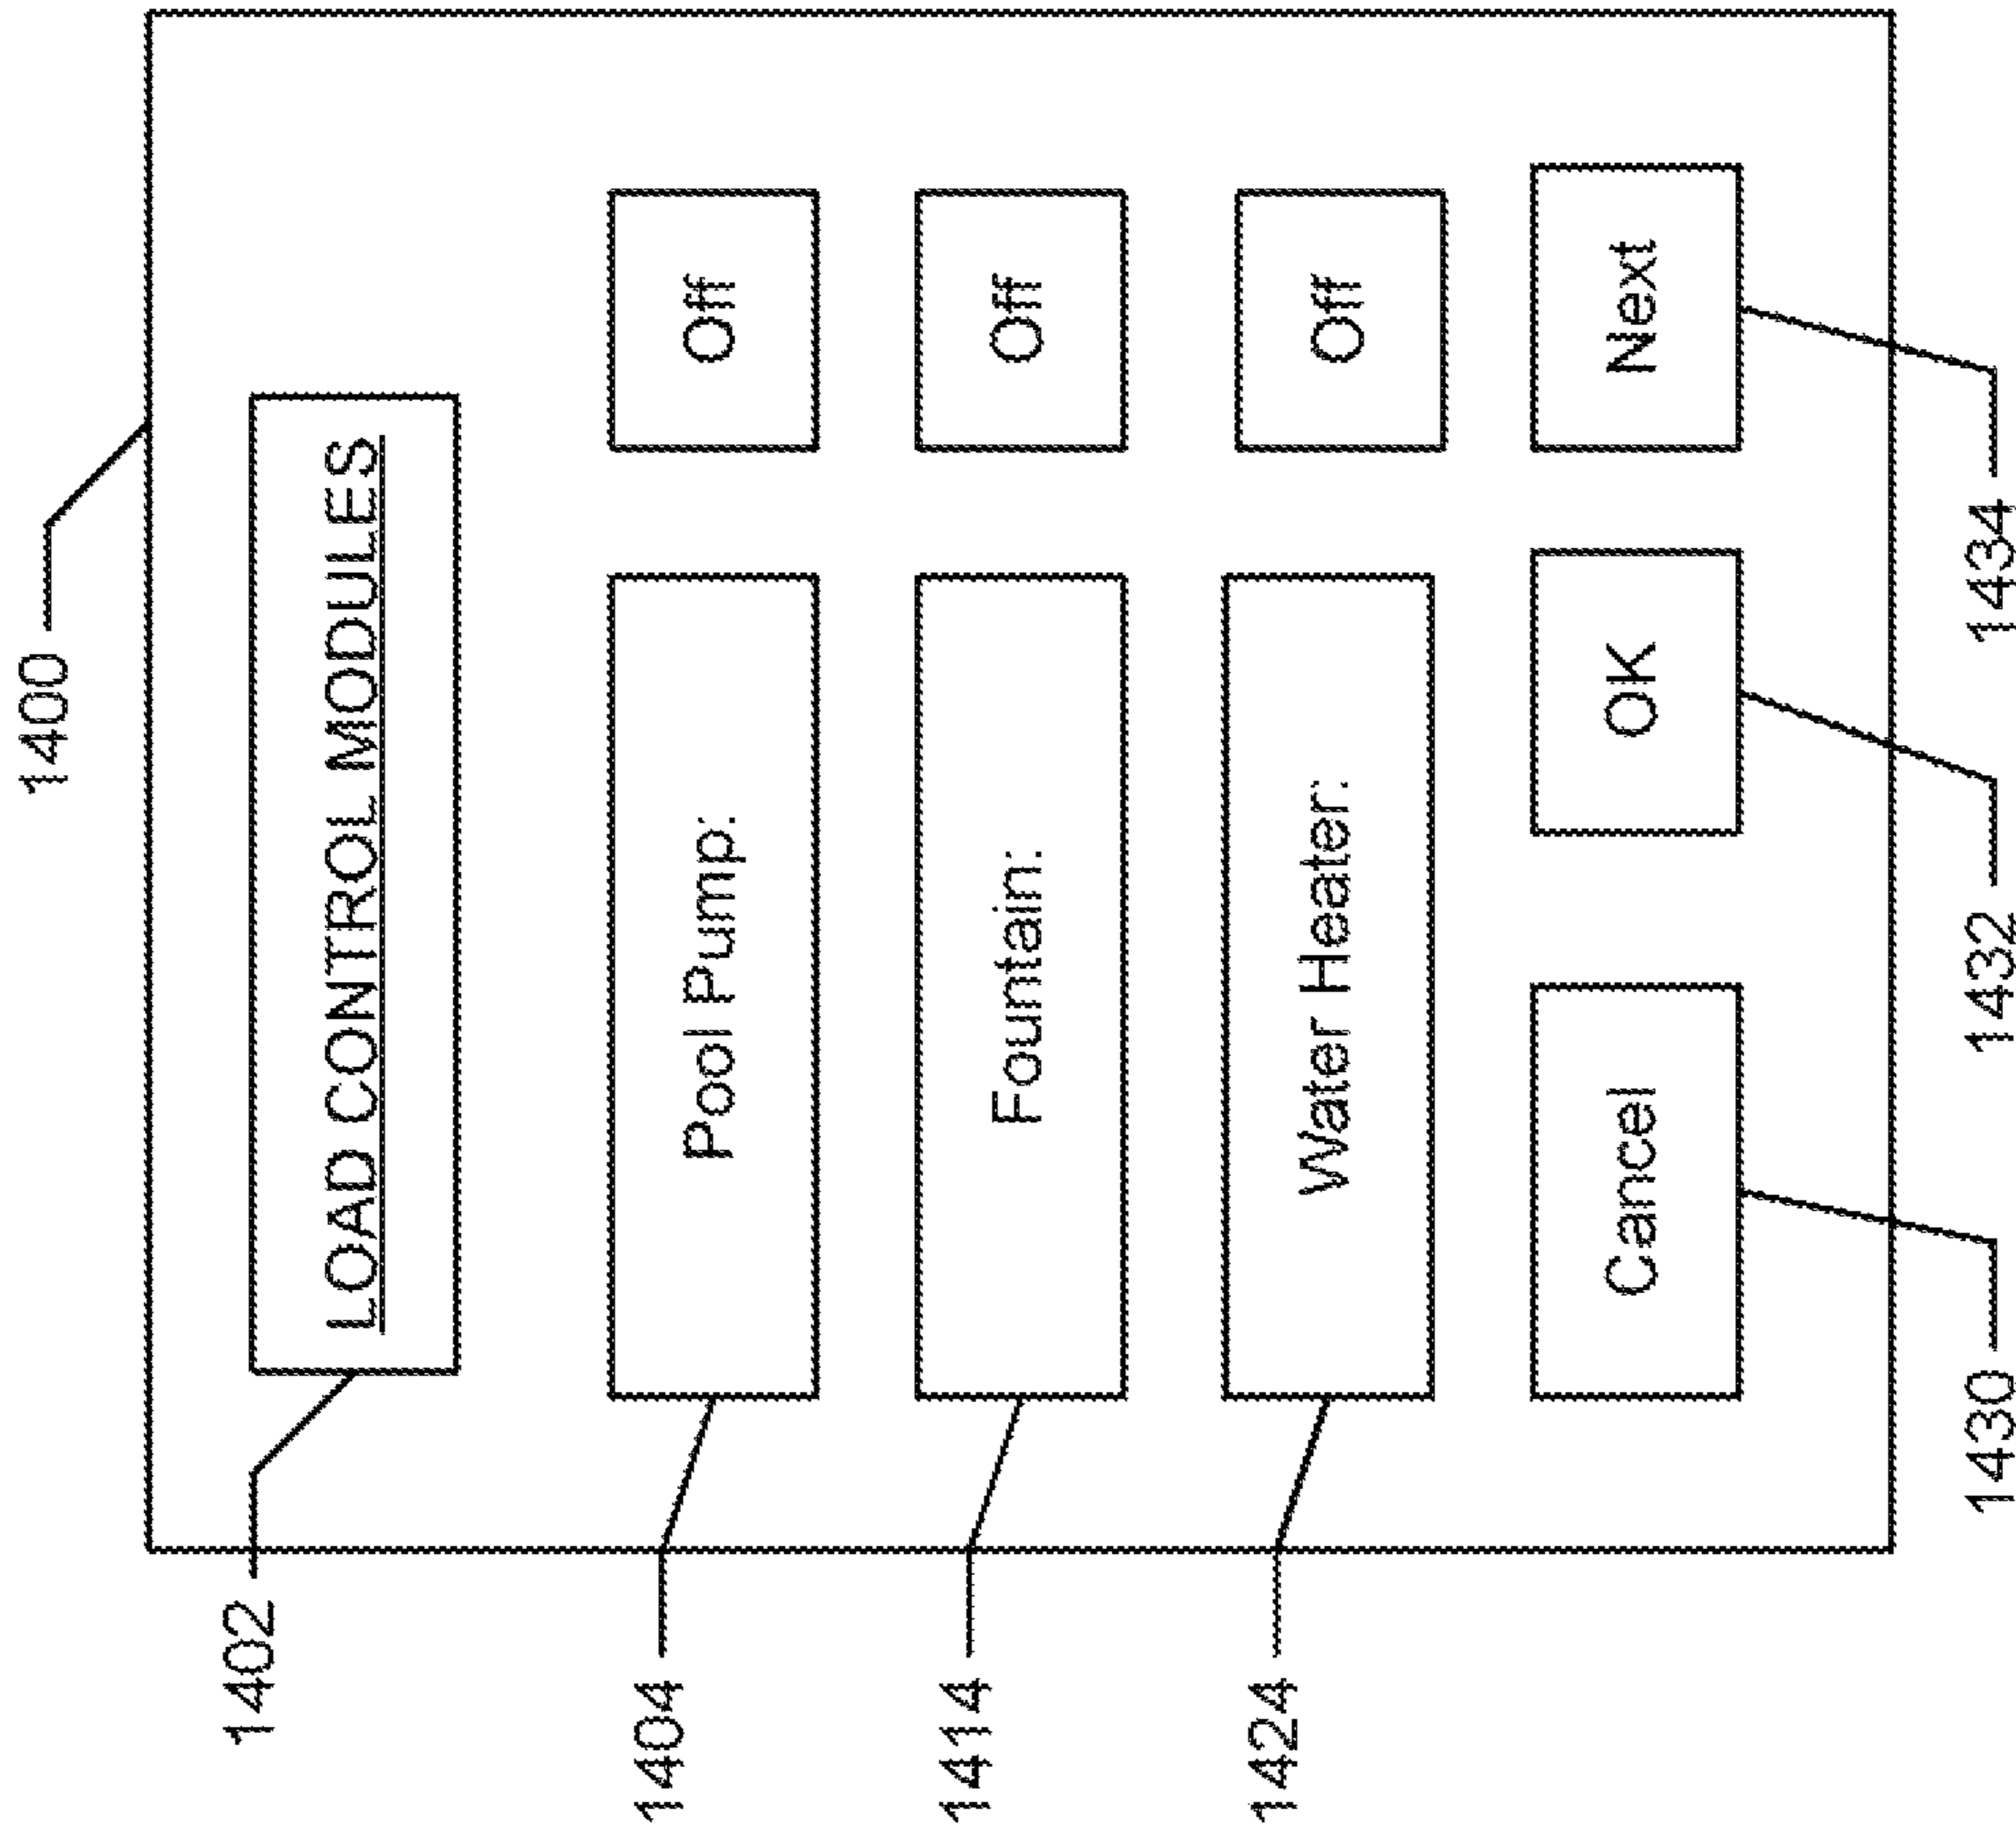 1400
1402
LOAD CONTROL MODULES
1404
Pool Pump:
Off
1414
Fountain:
Off
1424
Water Heater:
Off
Cancel
OK
Next
1430
1432
1434